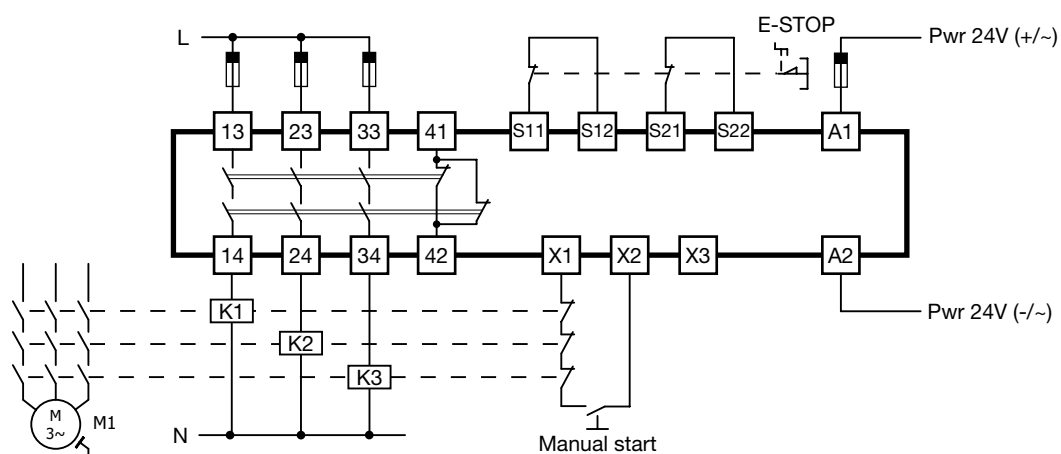 E-STOP
L
Pwr 24V (+/~)
13 23 33 41 S11 S12 S21 S22 A1
14 24 34 42 X1 X2 X3 A2
K1
Pwr 24V (-/~)
K2
K3
M
3~
M1
N
Manual start